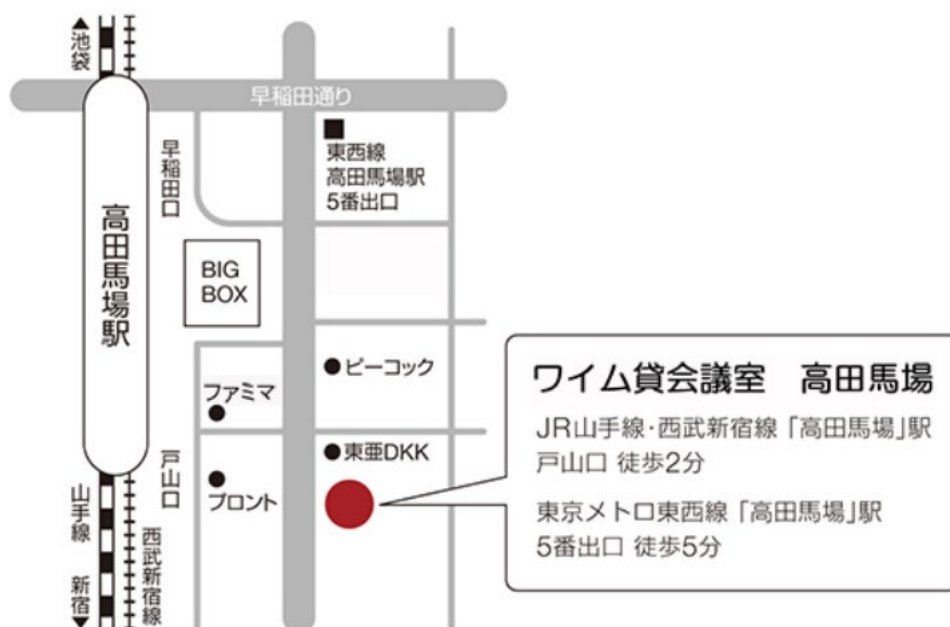 ▲池袋
早稲田通り
早稲田口
東西線
高田馬場駅
5番出口
高田馬場駅
BIG
BOX
ピーコック
ファミマ
東亜DKK
戸山口
プロント
山手線
新宿▼
西武新宿線
ワイム貸会議室 高田馬場
JR山手線・西武新宿線「高田馬場」駅
戸山口 徒歩2分
東京メトロ東西線「高田馬場」駅
5番出口 徒歩5分